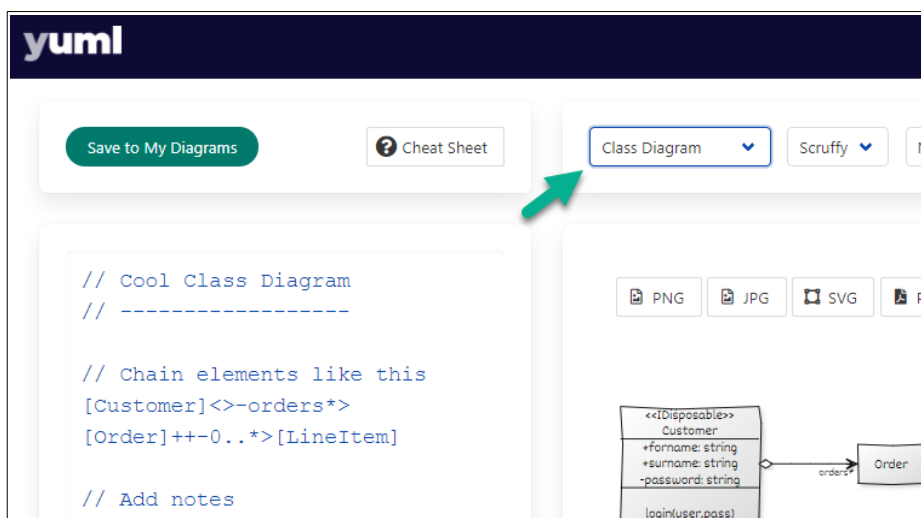 yuml
Save to My Diagrams
Cheat Sheet
Class Diagram
Scruffy
// Cool Class Diagram
// ------------------
// Chain elements like this
[Customer]<>-orders*>
[Order]++-0..*>[LineItem]
// Add notes
PNG
JPG
SVG
<<IDisposable>>
Customer
+forname: string
+surname: string
-password: string
login(user,pass)
orders*
Order